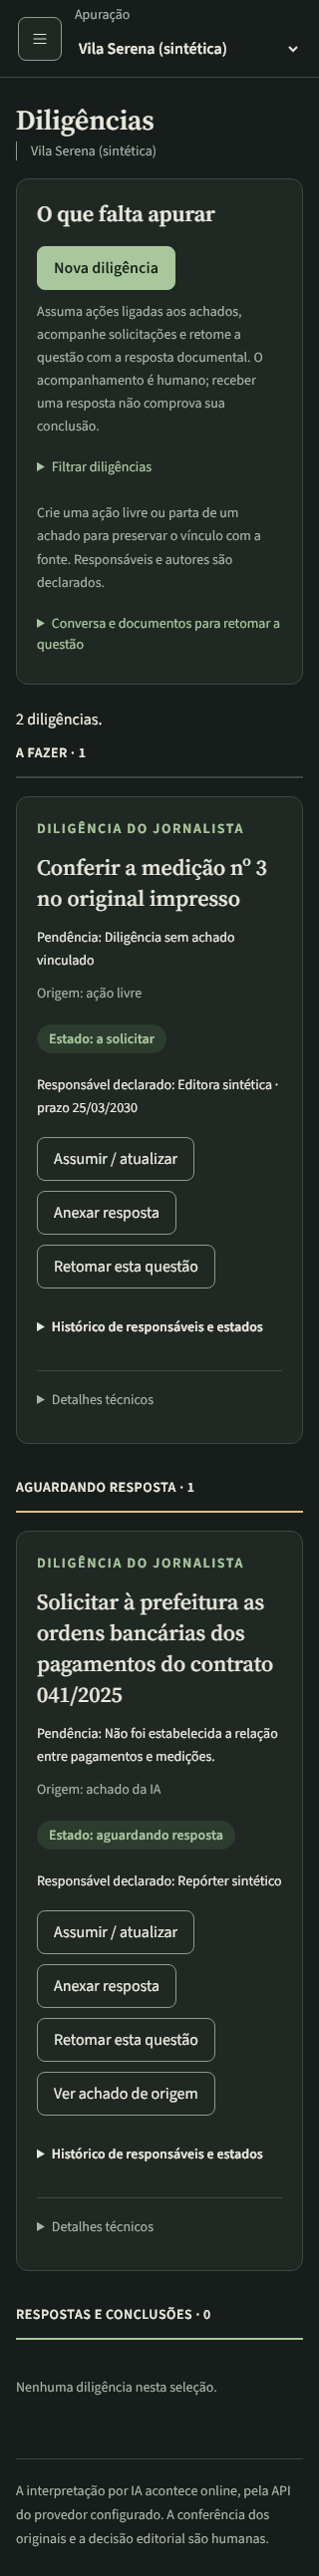 Apuração
Vila Serena (sintética)
Diligências
Vila Serena (sintética)
O que falta apurar
Nova diligência
Assuma ações ligadas aos achados,
acompanhe solicitações e retome a
questão com a resposta documental. O
acompanhamento é humano; receber
uma resposta não comprova sua
conclusão.
Filtrar diligências
Crie uma ação livre ou parta de um
achado para preservar o vínculo com a
fonte. Responsáveis e autores são
declarados.
Conversa e documentos para retomar a
questão
2 diligências.
A FAZER · 1
DILIGÊNCIA DO JORNALISTA
Conferir a medição nº 3
no original impresso
Pendência: Diligência sem achado
vinculado
Origem: ação livre
Estado: a solicitar
Responsável declarado: Editora sintética ·
prazo 25/03/2030
Assumir / atualizar
Anexar resposta
Retomar esta questão
Histórico de responsáveis e estados
Detalhes técnicos
AGUARDANDO RESPOSTA · 1
DILIGÊNCIA DO JORNALISTA
Solicitar à prefeitura as
ordens bancárias dos
pagamentos do contrato
041/2025
Pendência: Não foi estabelecida a relação
entre pagamentos e medições.
Origem: achado da IA
Estado: aguardando resposta
Responsável declarado: Repórter sintético
Assumir / atualizar
Anexar resposta
Retomar esta questão
Ver achado de origem
Histórico de responsáveis e estados
Detalhes técnicos
RESPOSTAS E CONCLUSÕES · 0
Nenhuma diligência nesta seleção.
A interpretação por IA acontece online, pela API
do provedor configurado. A conferência dos
originais e a decisão editorial são humanas.